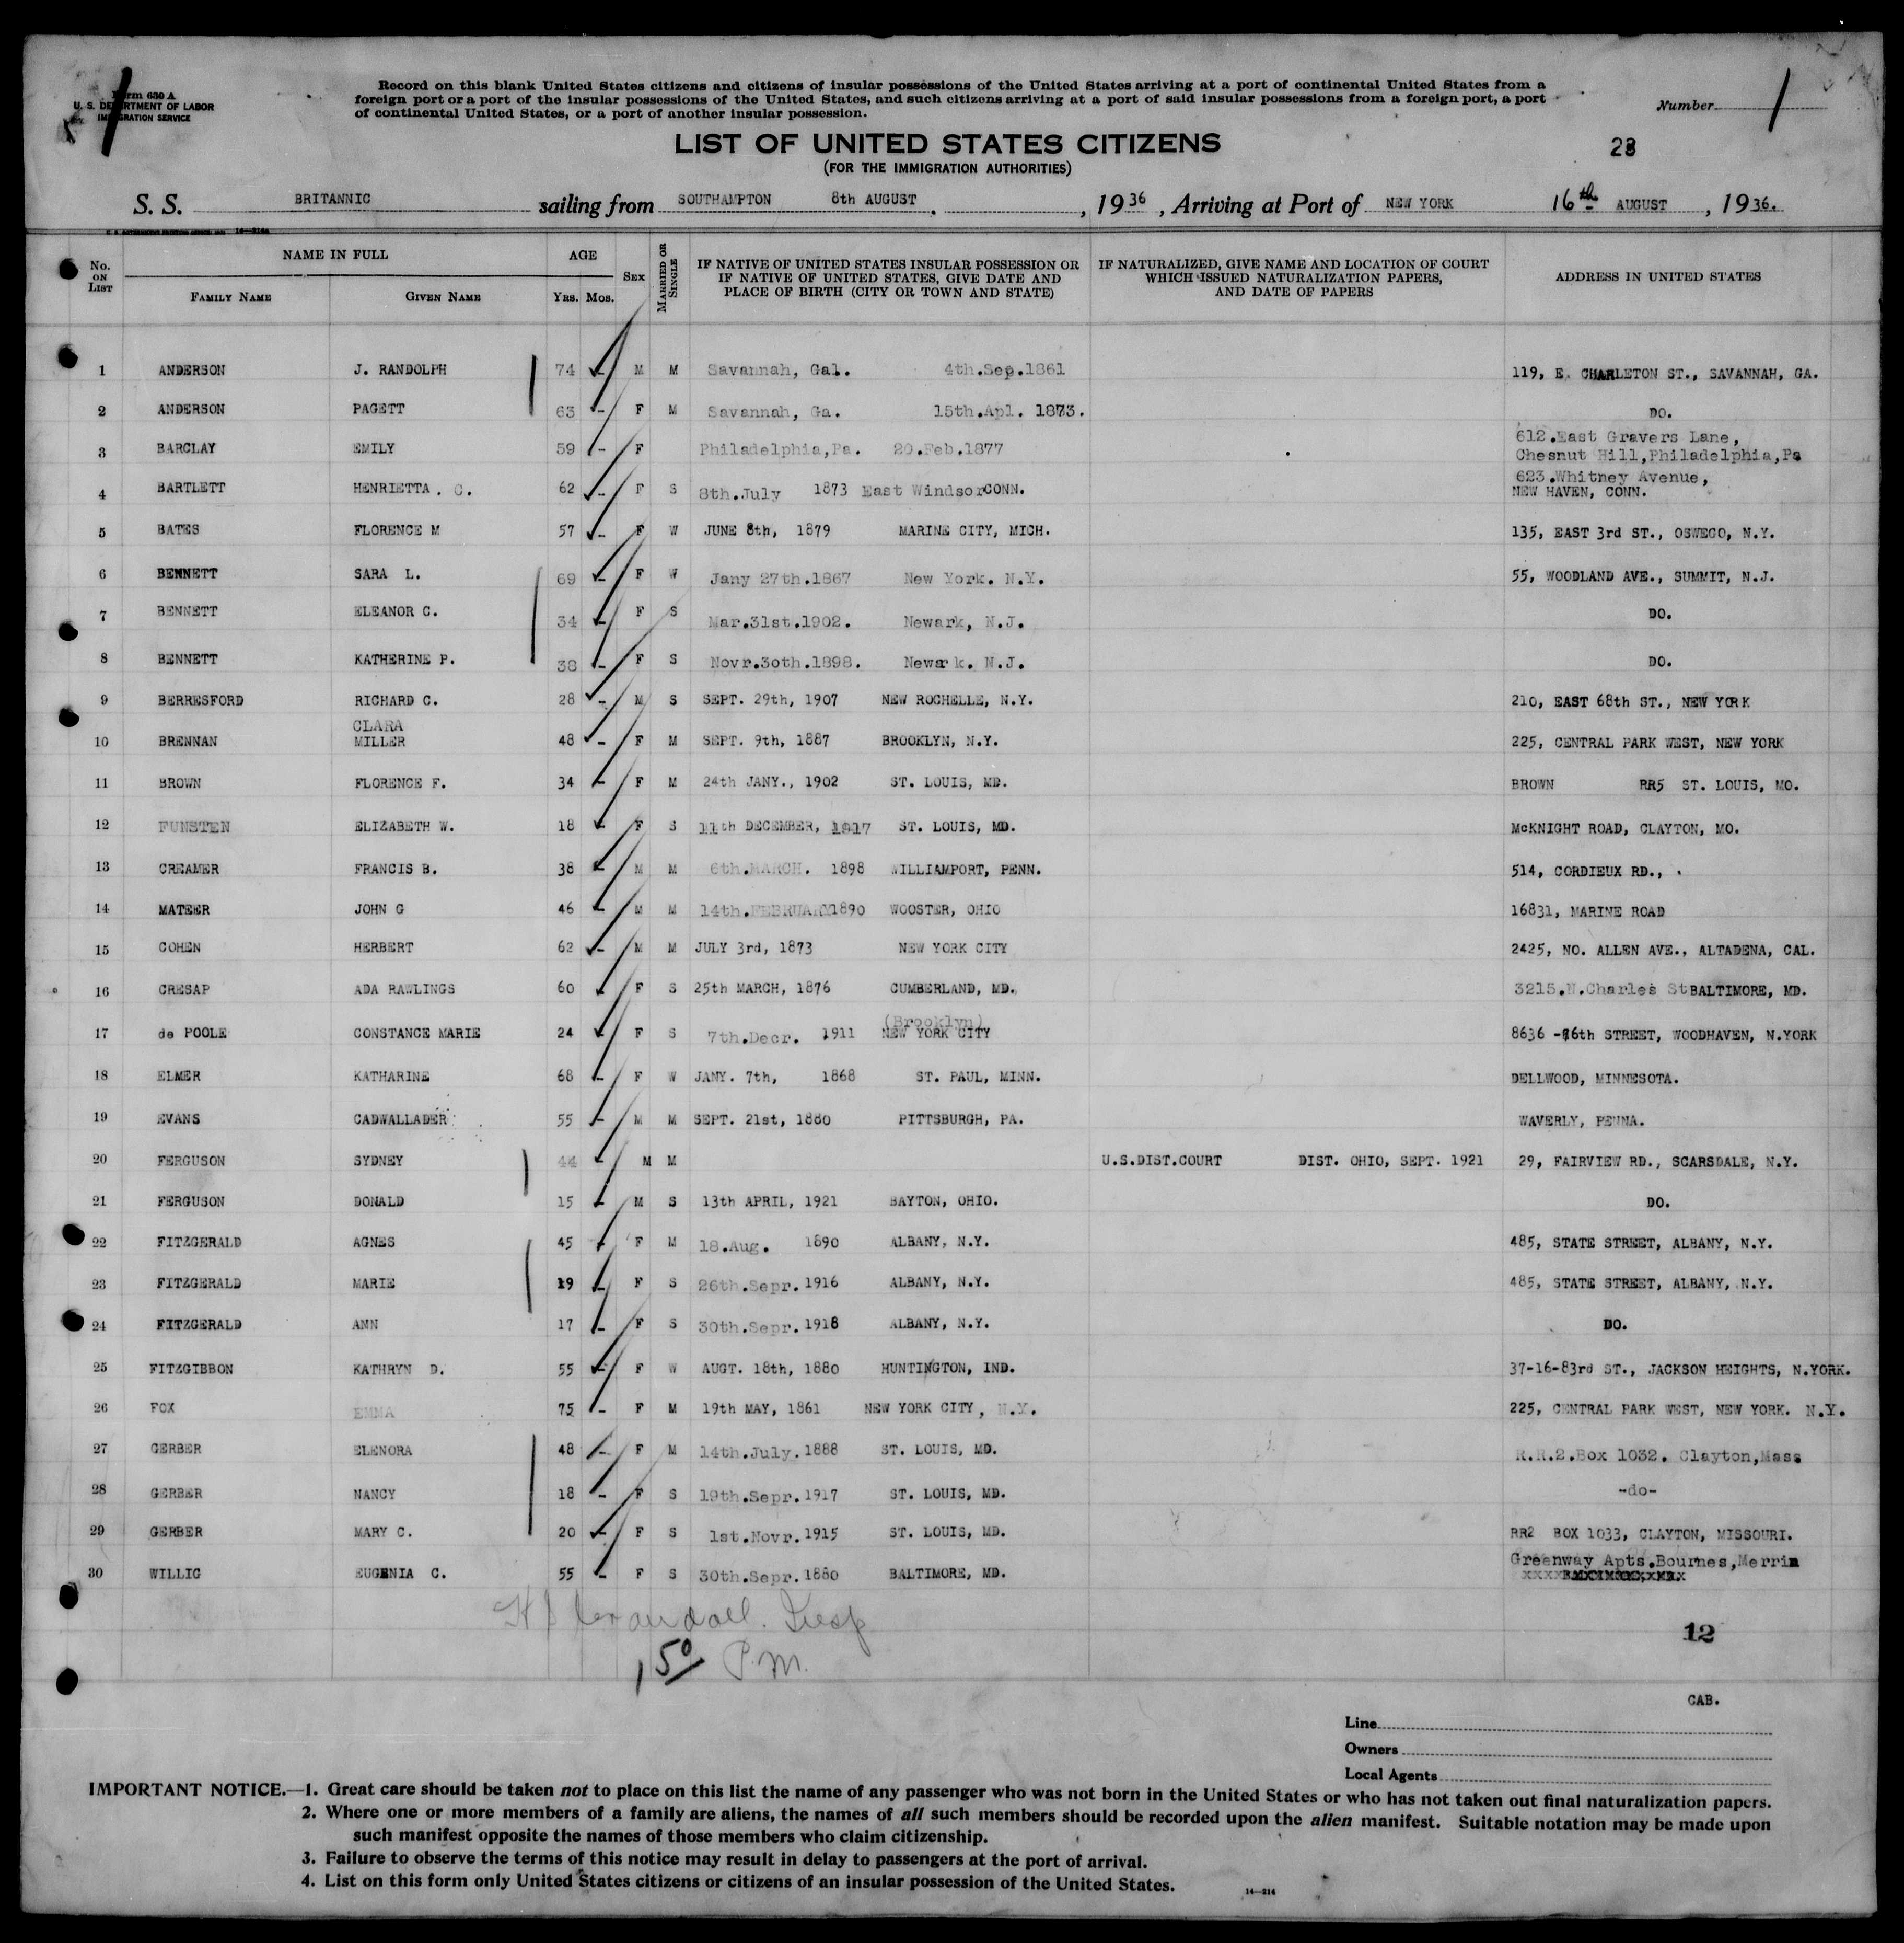 Form 630 A
U. S. DEPARTMENT OF LABOR
IMMIGRATION SERVICE
Record on this blank United States citizens and citizens of insular possessions of the United States arriving at a port of continental United States from a
foreign port or a port of the insular possessions of the United States, and such citizens arriving at a port of said insular possessions from a foreign port, a port
of continental United States, or a port of another insular possession.
Number 1
LIST OF UNITED STATES CITIZENS
(FOR THE IMMIGRATION AUTHORITIES)
28
S. S. BRITANNIC sailing from SOUTHAMPTON 8th AUGUST , 1936 , Arriving at Port of NEW YORK 16th AUGUST , 1936.
No. ON LIST NAME IN FULL FAMILY NAME GIVEN NAME AGE YRS. MOS. SEX MARRIED OR SINGLE
IF NATIVE OF UNITED STATES INSULAR POSSESSION OR
IF NATIVE OF UNITED STATES, GIVE DATE AND
PLACE OF BIRTH (CITY OR TOWN AND STATE)
IF NATURALIZED, GIVE NAME AND LOCATION OF COURT
WHICH ISSUED NATURALIZATION PAPERS,
AND DATE OF PAPERS
ADDRESS IN UNITED STATES
1 ANDERSON J. RANDOLPH 74 - M M Savannah, Gal. 4th.Sep.1861 119, E. CHARLETON ST., SAVANNAH, GA.
2 ANDERSON PAGETT 63 - F M Savannah, Ga. 15th.Apl. 1873. DO.
3 BARCLAY EMILY 59 - F Philadelphia,Pa. 20.Feb.1877 612.East Gravers Lane,
Chesnut Hill,Philadelphia,Pa
4 BARTLETT HENRIETTA . C. 62 - F S 8th.July 1873 East Windsor CONN. 623.Whitney Avenue,
NEW HAVEN, CONN.
5 BATES FLORENCE M 57 - F W JUNE 8th, 1879 MARINE CITY, MICH. 135, EAST 3rd ST., OSWEGO, N.Y.
6 BENNETT SARA L. 69 - F W Jany 27th.1867 New York. N.Y. 55, WOODLAND AVE., SUMMIT, N.J.
7 BENNETT ELEANOR C. 34 - F S Mar.31st.1902. Newark, N.J. DO.
8 BENNETT KATHERINE P. 38 - F S Novr.30th.1898. Newark. N.J. DO.
9 BERRESFORD RICHARD C. 28 - M S SEPT. 29th, 1907 NEW ROCHELLE, N.Y. 210, EAST 68th ST., NEW YORK
CLARA
10 BRENNAN MILLER 48 - F M SEPT. 9th, 1887 BROOKLYN, N.Y. 225, CENTRAL PARK WEST, NEW YORK
11 BROWN FLORENCE F. 34 - F M 24th JANY., 1902 ST. LOUIS, MD. BROWN RR5 ST. LOUIS, MO.
12 FUNSTEN ELIZABETH W. 18 - F S 11th DECEMBER, 1917 ST. LOUIS, MD. McKNIGHT ROAD, CLAYTON, MO.
13 CREAMER FRANCIS B. 38 - M M 6th.MARCH. 1898 WILLIAMPORT, PENN. 514, CORDIEUX RD.,
14 MATEER JOHN G 46 - M M 14th.FEBRUARY 1890 WOOSTER, OHIO 16831, MARINE ROAD
15 COHEN HERBERT 62 - M M JULY 3rd, 1873 NEW YORK CITY 2425, NO. ALLEN AVE., ALTADENA, CAL.
16 CRESAP ADA RAWLINGS 60 - F S 25th MARCH, 1876 CUMBERLAND, MD. 3215.N.Charles St BALTIMORE, MD.
(Brooklyn)
17 de POOLE CONSTANCE MARIE 24 - F S 7th.Decr. 1911 NEW YORK CITY 8636 -76th STREET, WOODHAVEN, N.YORK
18 ELMER KATHARINE 68 - F W JANY. 7th, 1868 ST. PAUL, MINN. DELLWOOD, MINNESOTA.
19 EVANS CADWALLADER 55 - M M SEPT. 21st, 1880 PITTSBURGH, PA. WAVERLY, PENNA.
20 FERGUSON SYDNEY 44 - M M U.S.DIST.COURT DIST. OHIO, SEPT. 1921 29, FAIRVIEW RD., SCARSDALE, N.Y.
21 FERGUSON DONALD 15 - M S 13th APRIL, 1921 BAYTON, OHIO. DO.
22 FITZGERALD AGNES 45 - F M 18.Aug. 1890 ALBANY, N.Y. 485, STATE STREET, ALBANY, N.Y.
23 FITZGERALD MARIE 19 - F S 26th.Sepr. 1916 ALBANY, N.Y. 485, STATE STREET, ALBANY, N.Y.
24 FITZGERALD ANN 17 - F S 30th.Sepr. 1918 ALBANY, N.Y. DO.
25 FITZGIBBON KATHRYN D. 55 - F W AUGT. 18th, 1880 HUNTINGTON, IND. 37-16-83rd ST., JACKSON HEIGHTS, N.YORK.
26 FOX EMMA 75 - F M 19th MAY, 1861 NEW YORK CITY, N.Y. 225, CENTRAL PARK WEST, NEW YORK. N.Y.
27 GERBER ELENORA 48 - F M 14th.July. 1888 ST. LOUIS, MD. R.R.2.Box 1032. Clayton,Mass
28 GERBER NANCY 18 - F S 19th.Sepr. 1917 ST. LOUIS, MD. -do-
29 GERBER MARY C. 20 - F S 1st.Novr. 1915 ST. LOUIS, MD. RR2 BOX 1033, CLAYTON, MISSOURI.
30 WILLIG EUGENIA C. 55 - F S 30th.Sepr. 1880 BALTIMORE, MD. Greenway Apts.Bournes,Merrim
Crandall. Insp
1 50 P.M.
12
CAB.
Line
Owners
Local Agents
IMPORTANT NOTICE.—1. Great care should be taken not to place on this list the name of any passenger who was not born in the United States or who has not taken out final naturalization papers.
2. Where one or more members of a family are aliens, the names of all such members should be recorded upon the alien manifest. Suitable notation may be made upon
such manifest opposite the names of those members who claim citizenship.
3. Failure to observe the terms of this notice may result in delay to passengers at the port of arrival.
4. List on this form only United States citizens or citizens of an insular possession of the United States.
14—214